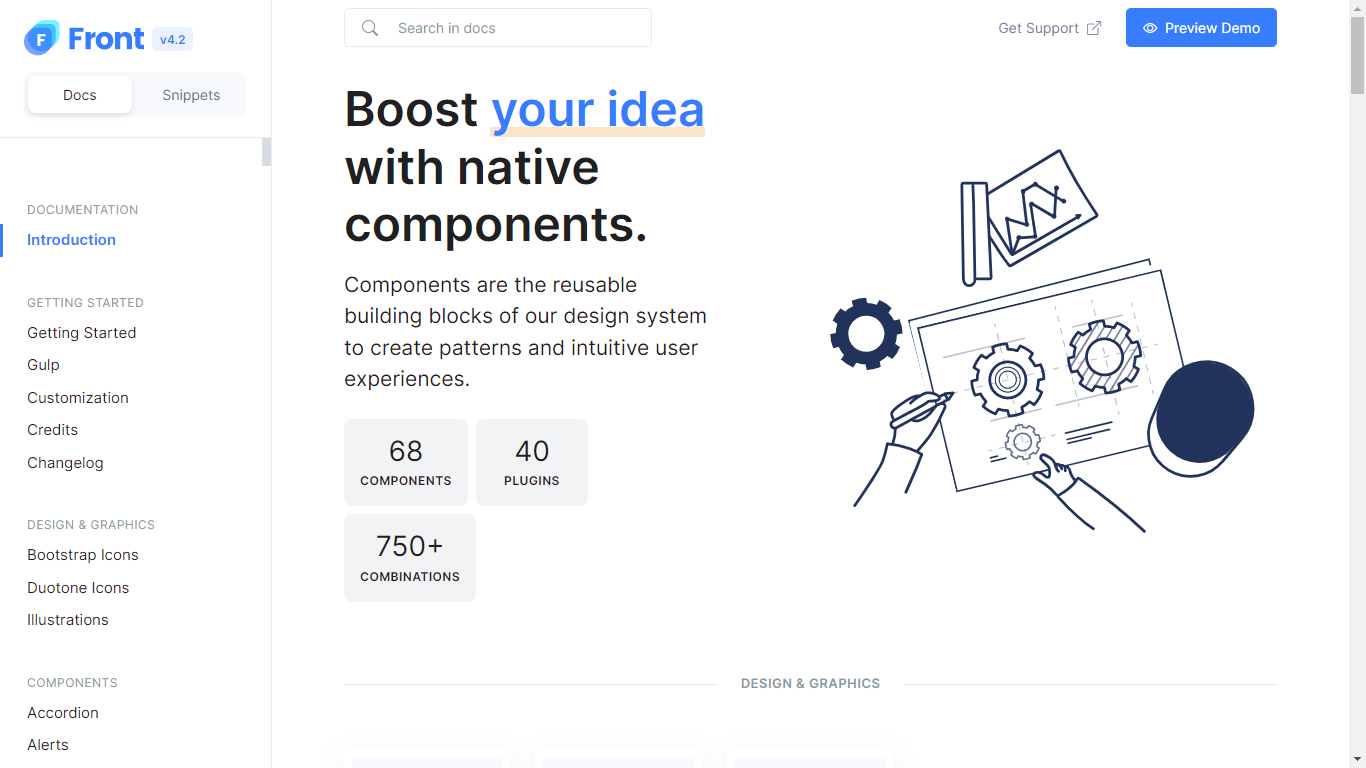 Front v4.2
Docs
Snippets
DOCUMENTATION
Introduction
GETTING STARTED
Getting Started
Gulp
Customization
Credits
Changelog
DESIGN & GRAPHICS
Bootstrap Icons
Duotone Icons
Illustrations
COMPONENTS
Accordion
Alerts
Search in docs
Get Support
Preview Demo
Boost your idea
with native
components.
Components are the reusable
building blocks of our design system
to create patterns and intuitive user
experiences.
68
COMPONENTS
40
PLUGINS
750+
COMBINATIONS
DESIGN & GRAPHICS